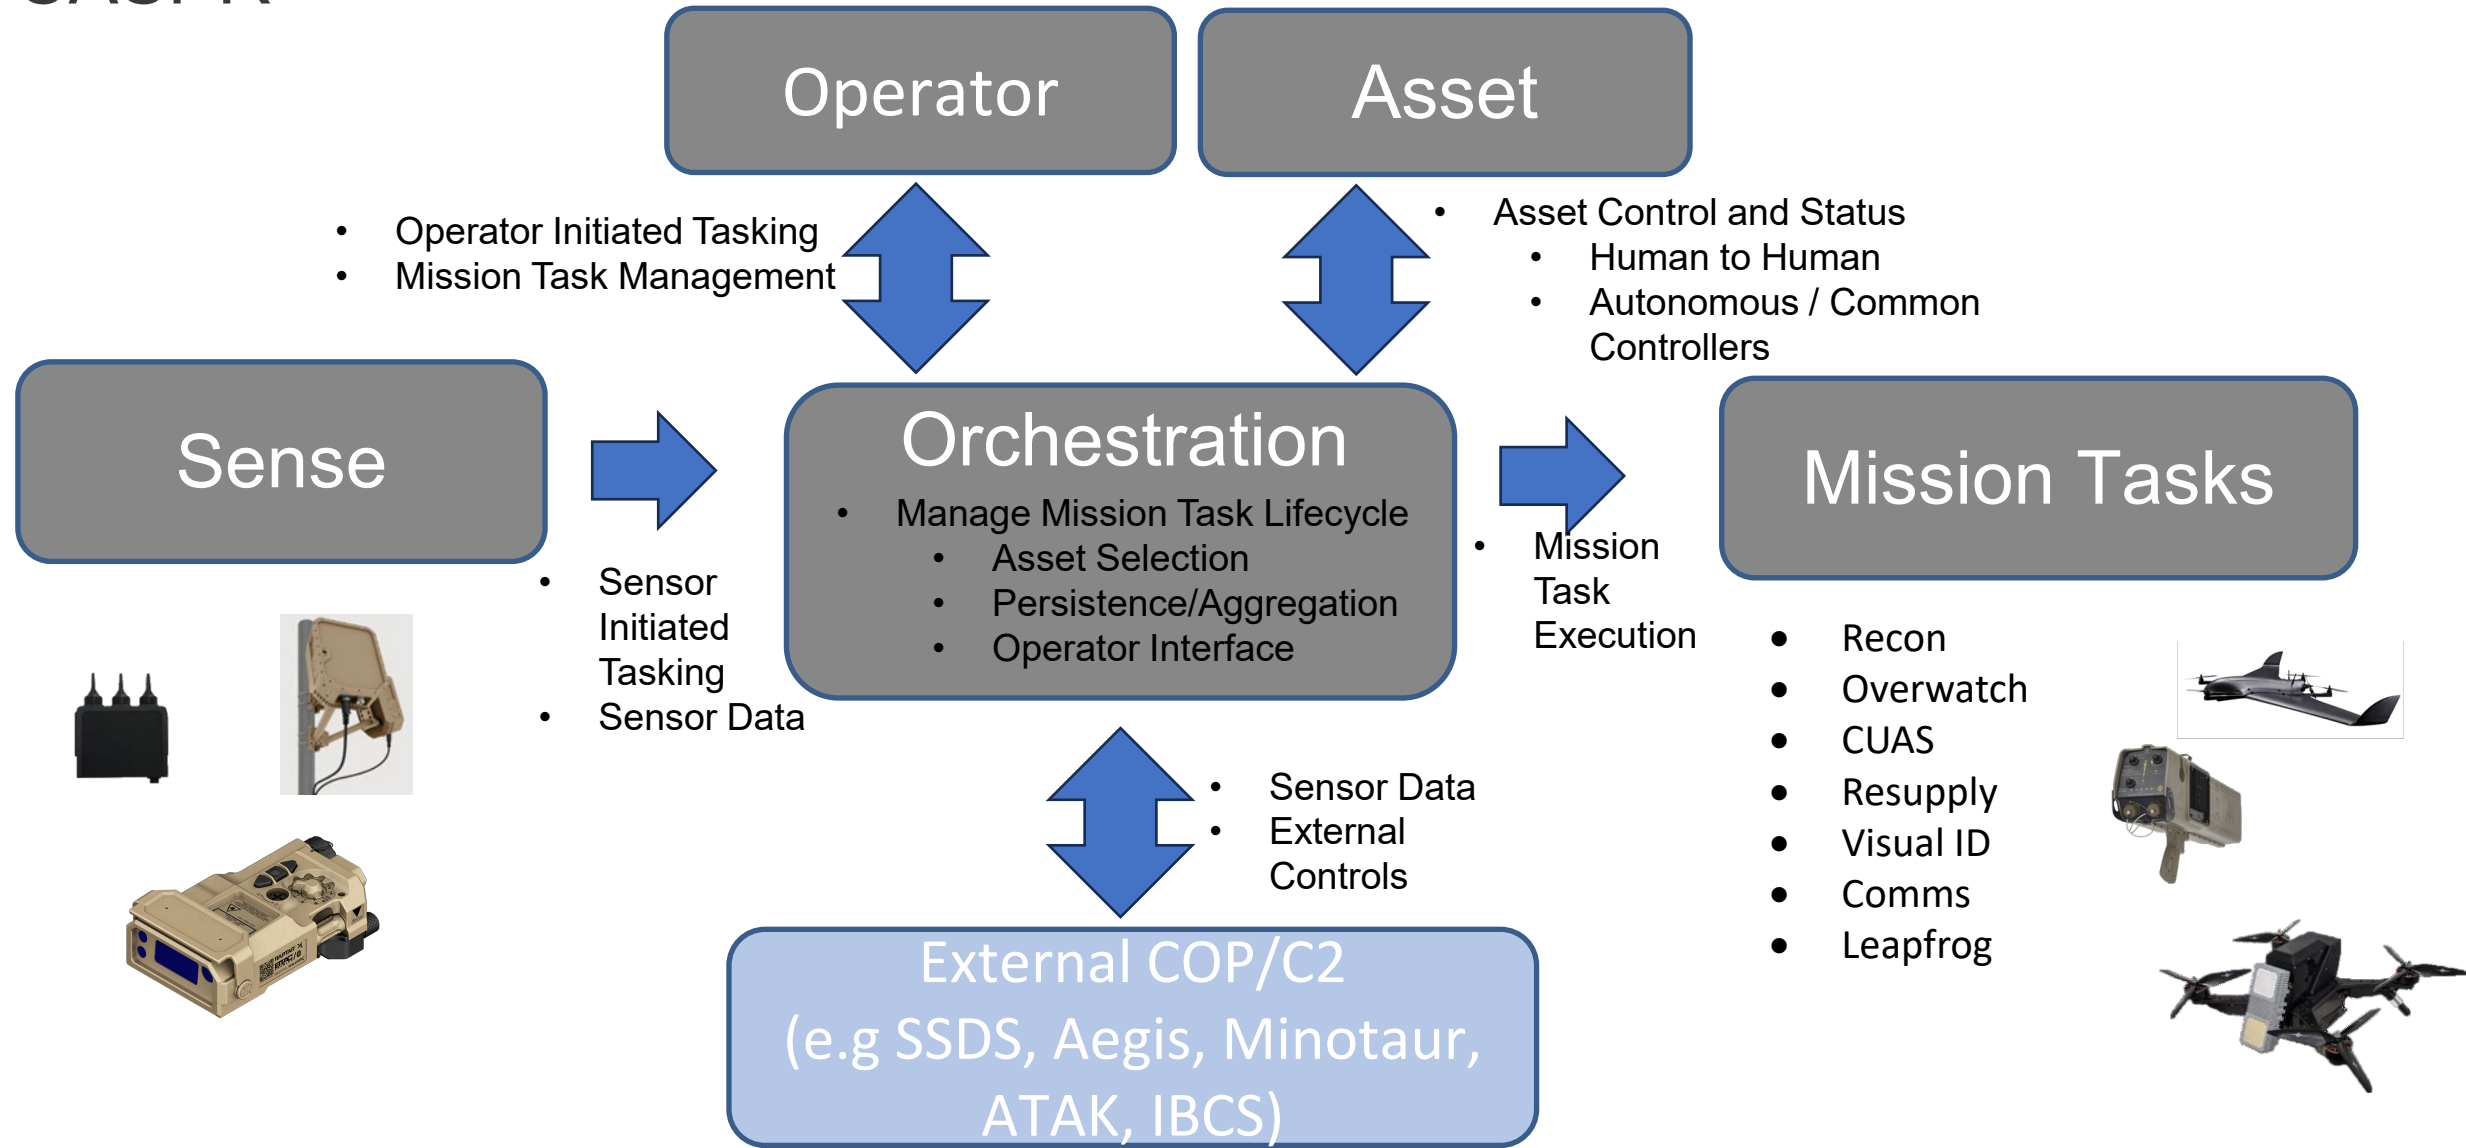 Operator
Asset
• Operator Initiated Tasking
• Mission Task Management
• Asset Control and Status
• Human to Human
• Autonomous / Common
Controllers
Sense
Orchestration
• Manage Mission Task Lifecycle
• Asset Selection
• Persistence/Aggregation
• Operator Interface
Mission Tasks
• Sensor
Initiated
Tasking
• Sensor Data
• Mission
Task
Execution
• Recon
• Overwatch
• CUAS
• Resupply
• Visual ID
• Comms
• Leapfrog
• Sensor Data
• External
Controls
External COP/C2
(e.g SSDS, Aegis, Minotaur,
ATAK, IBCS)